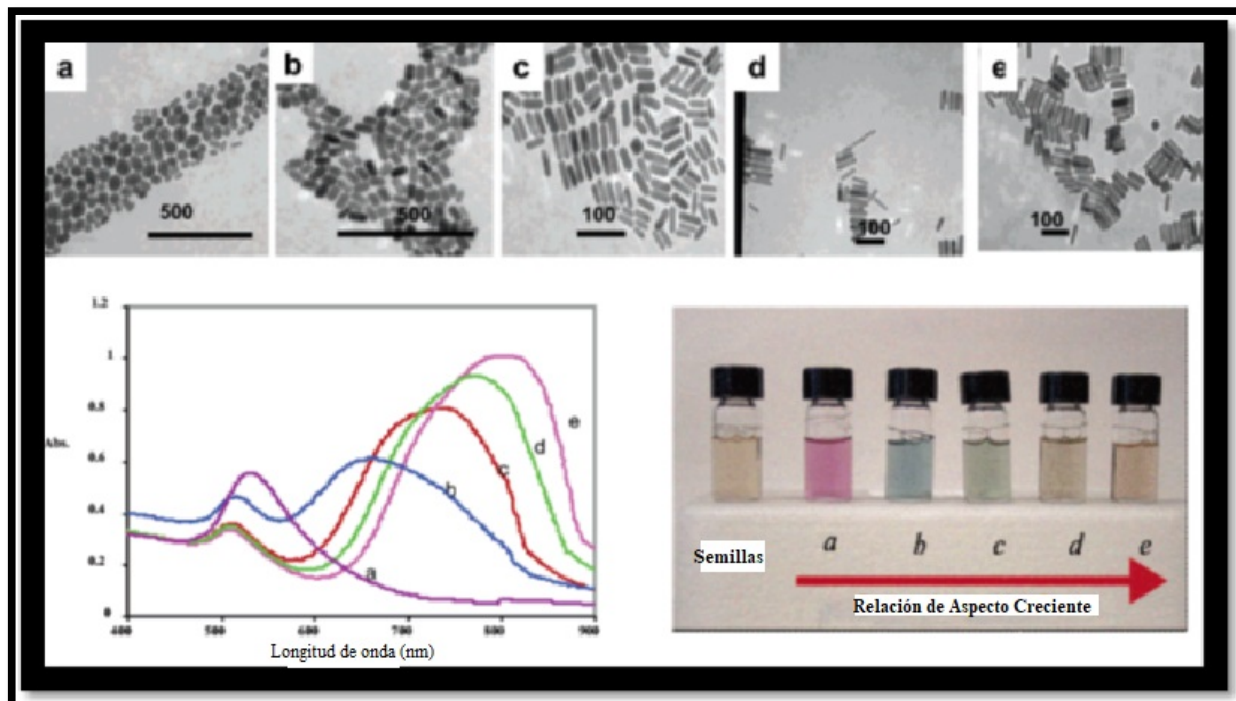 a
b
c
d
e
500
500
100
100
100
1.2
1
0.8
0.6
0.4
0.2
0
Abs.
400
500
600
700
800
900
Longitud de onda (nm)
a
b
c
d
e
Semillas
a
b
c
d
e
Relación de Aspecto Creciente